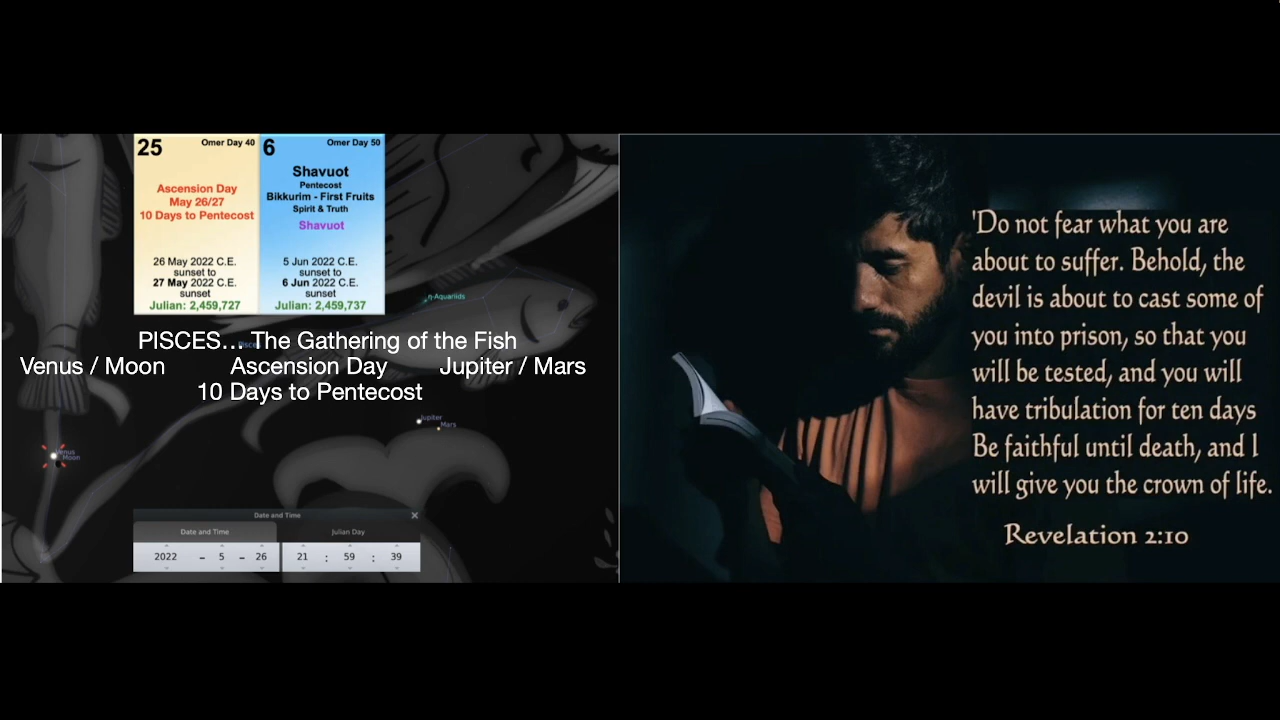 25
Omer Day 40
Ascension Day
May 26/27
10 Days to Pentecost
26 May 2022 C.E.
sunset to
27 May 2022 C.E.
sunset
Julian: 2,459,727
6
Omer Day 50
Shavuot
Pentecost
Bikkurim - First Fruits
Spirit & Truth
Shavuot
5 Jun 2022 C.E.
sunset to
6 Jun 2022 C.E.
sunset
Julian: 2,459,737
η-Aquariids
PISCES... The Gathering of the Fish
Pisces
Venus / Moon Ascension Day Jupiter / Mars
10 Days to Pentecost
Jupiter
Mars
Venus
Moon
Date and Time
Date and Time Julian Day
2022 – 5 – 26 21 : 59 : 39
'Do not fear what you are
about to suffer. Behold, the
devil is about to cast some of
you into prison, so that you
will be tested, and you will
have tribulation for ten days
Be faithful until death, and I
will give you the crown of life.
Revelation 2:10